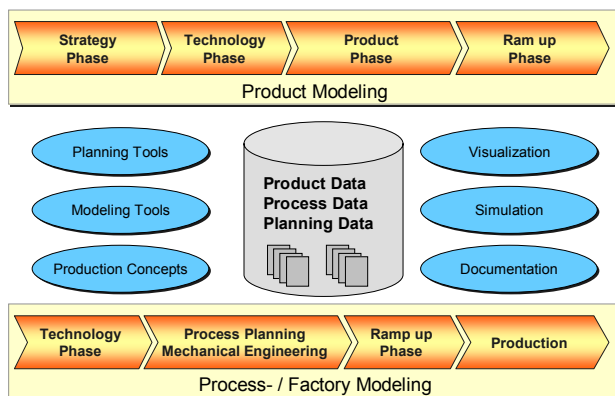 Strategy
Phase
Technology
Phase
Product
Phase
Ram up
Phase
Product Modeling
Planning Tools
Modeling Tools
Production Concepts
Product Data
Process Data
Planning Data
Visualization
Simulation
Documentation
Technology
Phase
Process Planning
Mechanical Engineering
Ramp up
Phase
Production
Process- / Factory Modeling